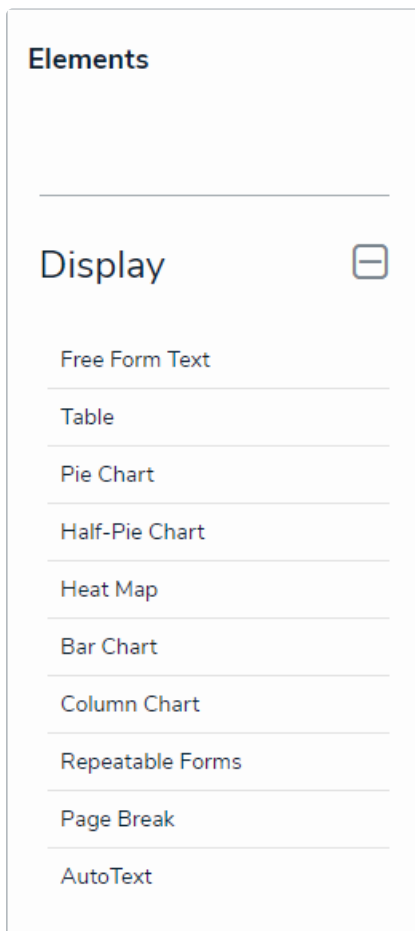 Elements
Display
Free Form Text
Table
Pie Chart
Half-Pie Chart
Heat Map
Bar Chart
Column Chart
Repeatable Forms
Page Break
AutoText